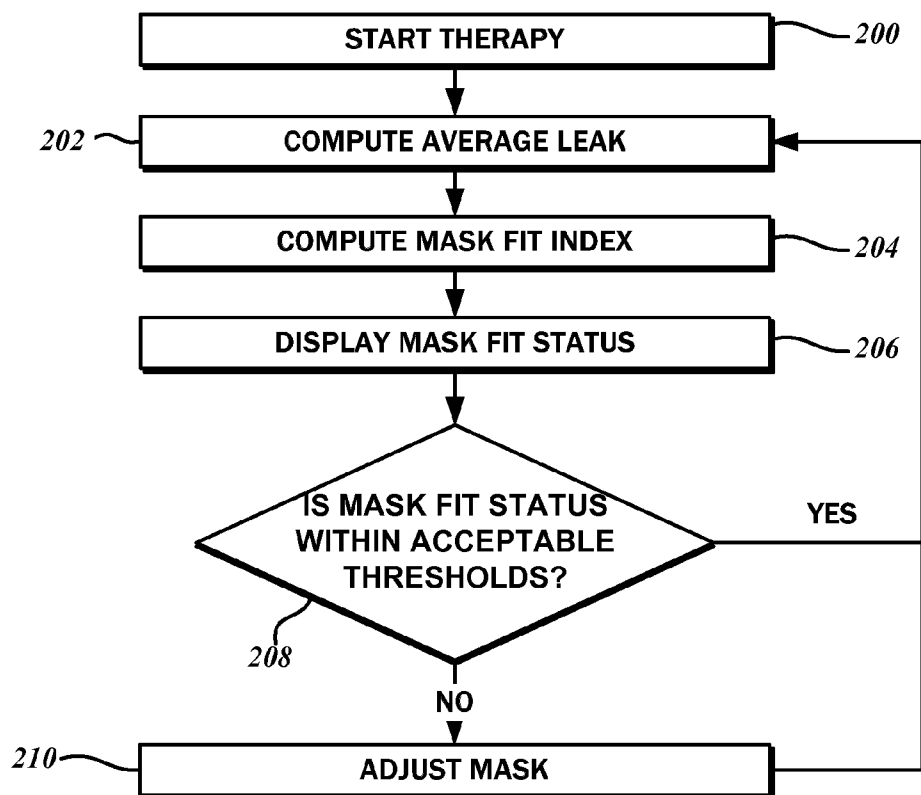 START THERAPY
200
202
COMPUTE AVERAGE LEAK
COMPUTE MASK FIT INDEX
204
DISPLAY MASK FIT STATUS
206
IS MASK FIT STATUS
WITHIN ACCEPTABLE
THRESHOLDS?
YES
208
NO
210
ADJUST MASK